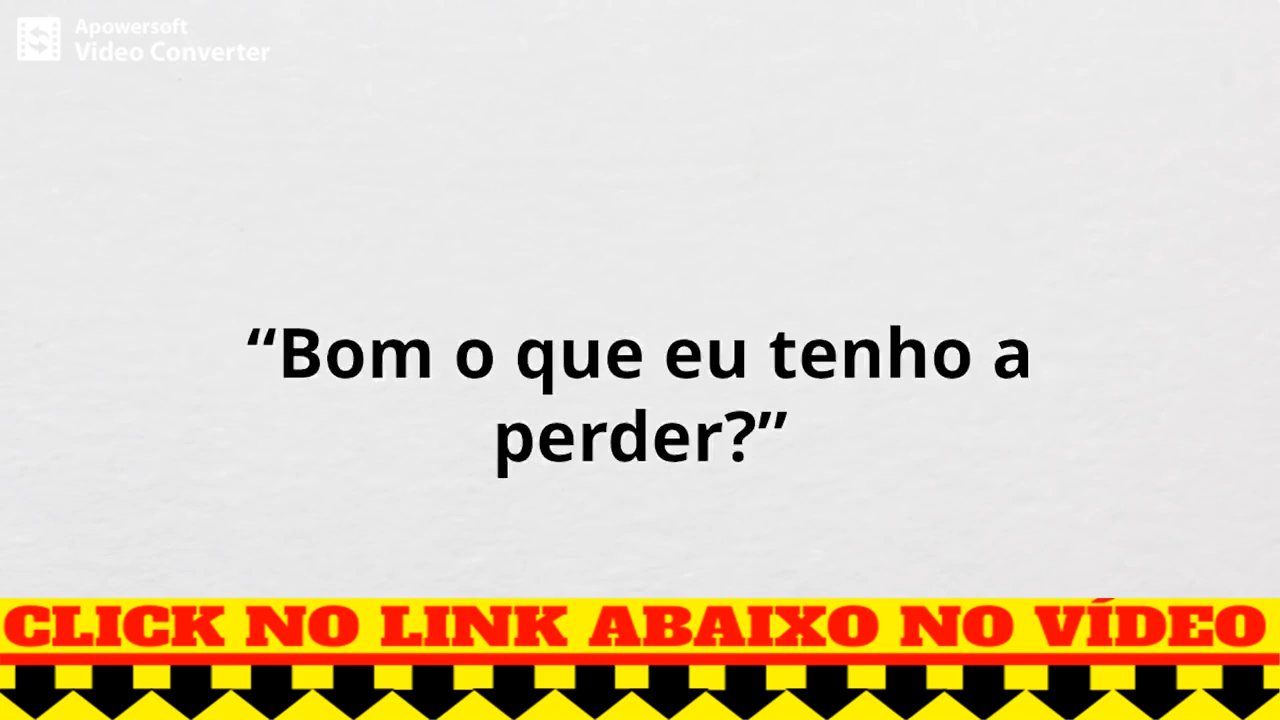 Apowersoft
Video Converter
“Bom o que eu tenho a
perder?”
CLICK NO LINK ABAIXO NO VÍDEO